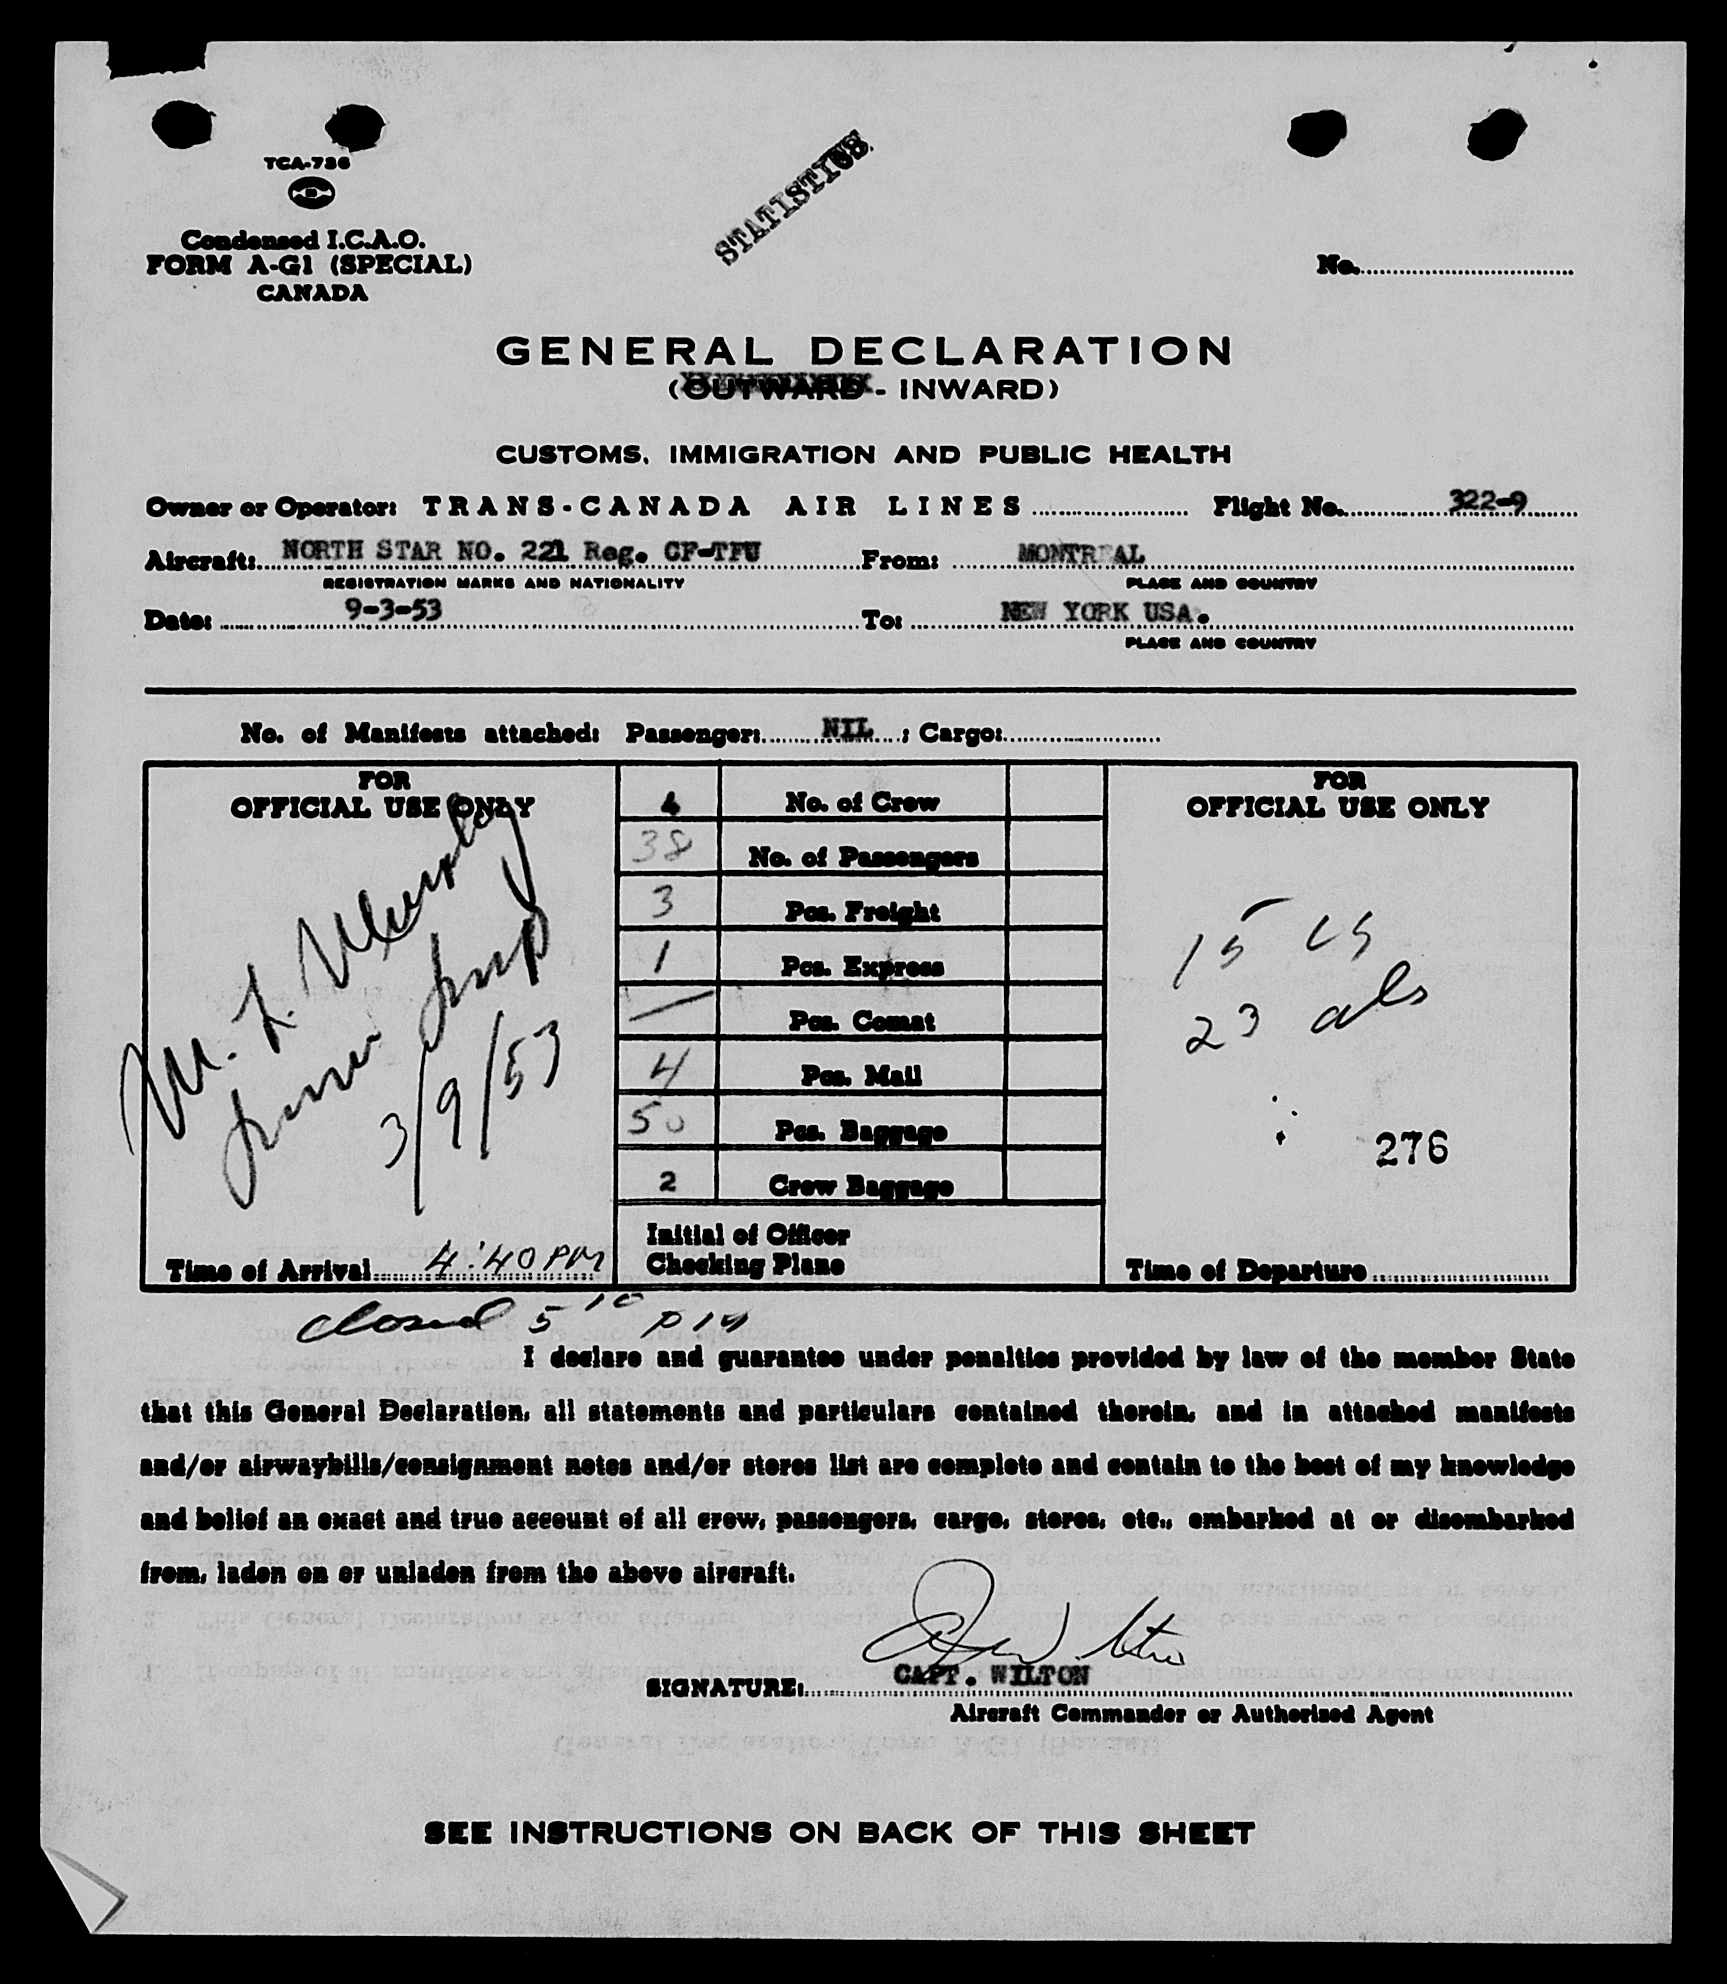 TCA-736
STATISTICS
Condensed I.C.A.O.
FORM A-G1 (SPECIAL)
CANADA
No.
GENERAL DECLARATION
(OUTWARD - INWARD)
CUSTOMS, IMMIGRATION AND PUBLIC HEALTH
Owner or Operator: TRANS-CANADA AIR LINES Flight No. 322-9
Aircraft: NORTH STAR NO. 221 Reg. CF-TFU From: MONTREAL
REGISTRATION MARKS AND NATIONALITY PLACE AND COUNTRY
Date: 9-3-53 To: NEW YORK USA.
PLACE AND COUNTRY
No. of Manifests attached: Passenger: NIL ; Cargo:
FOR
OFFICIAL USE ONLY
M. L. Murphy
Insp
3/9/53
Time of Arrival 4:40 PM
4 No. of Crew
38 No. of Passengers
3 Pcs. Freight
1 Pcs. Express
— Pcs. Comat
4 Pcs. Mail
50 Pcs. Baggage
2 Crew Baggage
Initial of Officer
Checking Plane
FOR
OFFICIAL USE ONLY
15 cs
23 als
276
Time of Departure
closed 5 10 PM
I declare and guarantee under penalties provided by law of the member State
that this General Declaration, all statements and particulars contained therein, and in attached manifests
and/or airwaybills/consignment notes and/or stores list are complete and contain to the best of my knowledge
and belief an exact and true account of all crew, passengers, cargo, stores, etc., embarked at or disembarked
from, laden on or unladen from the above aircraft.
SIGNATURE: CAPT. WILTON
Aircraft Commander or Authorised Agent
SEE INSTRUCTIONS ON BACK OF THIS SHEET